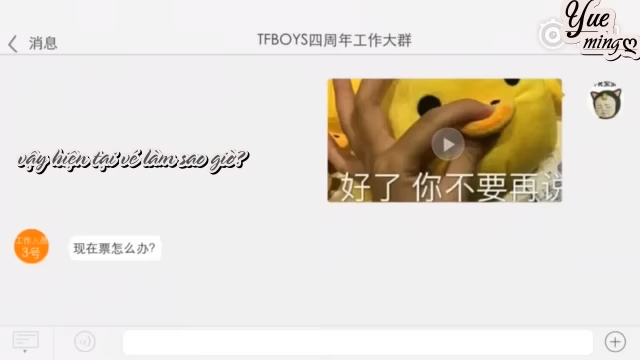 Yue
ming
消息
TFBOYS四周年工作大群
vậy hiện tại vé làm sao giờ?
好了 你不要再说
工作人员
3号
现在票怎么办?